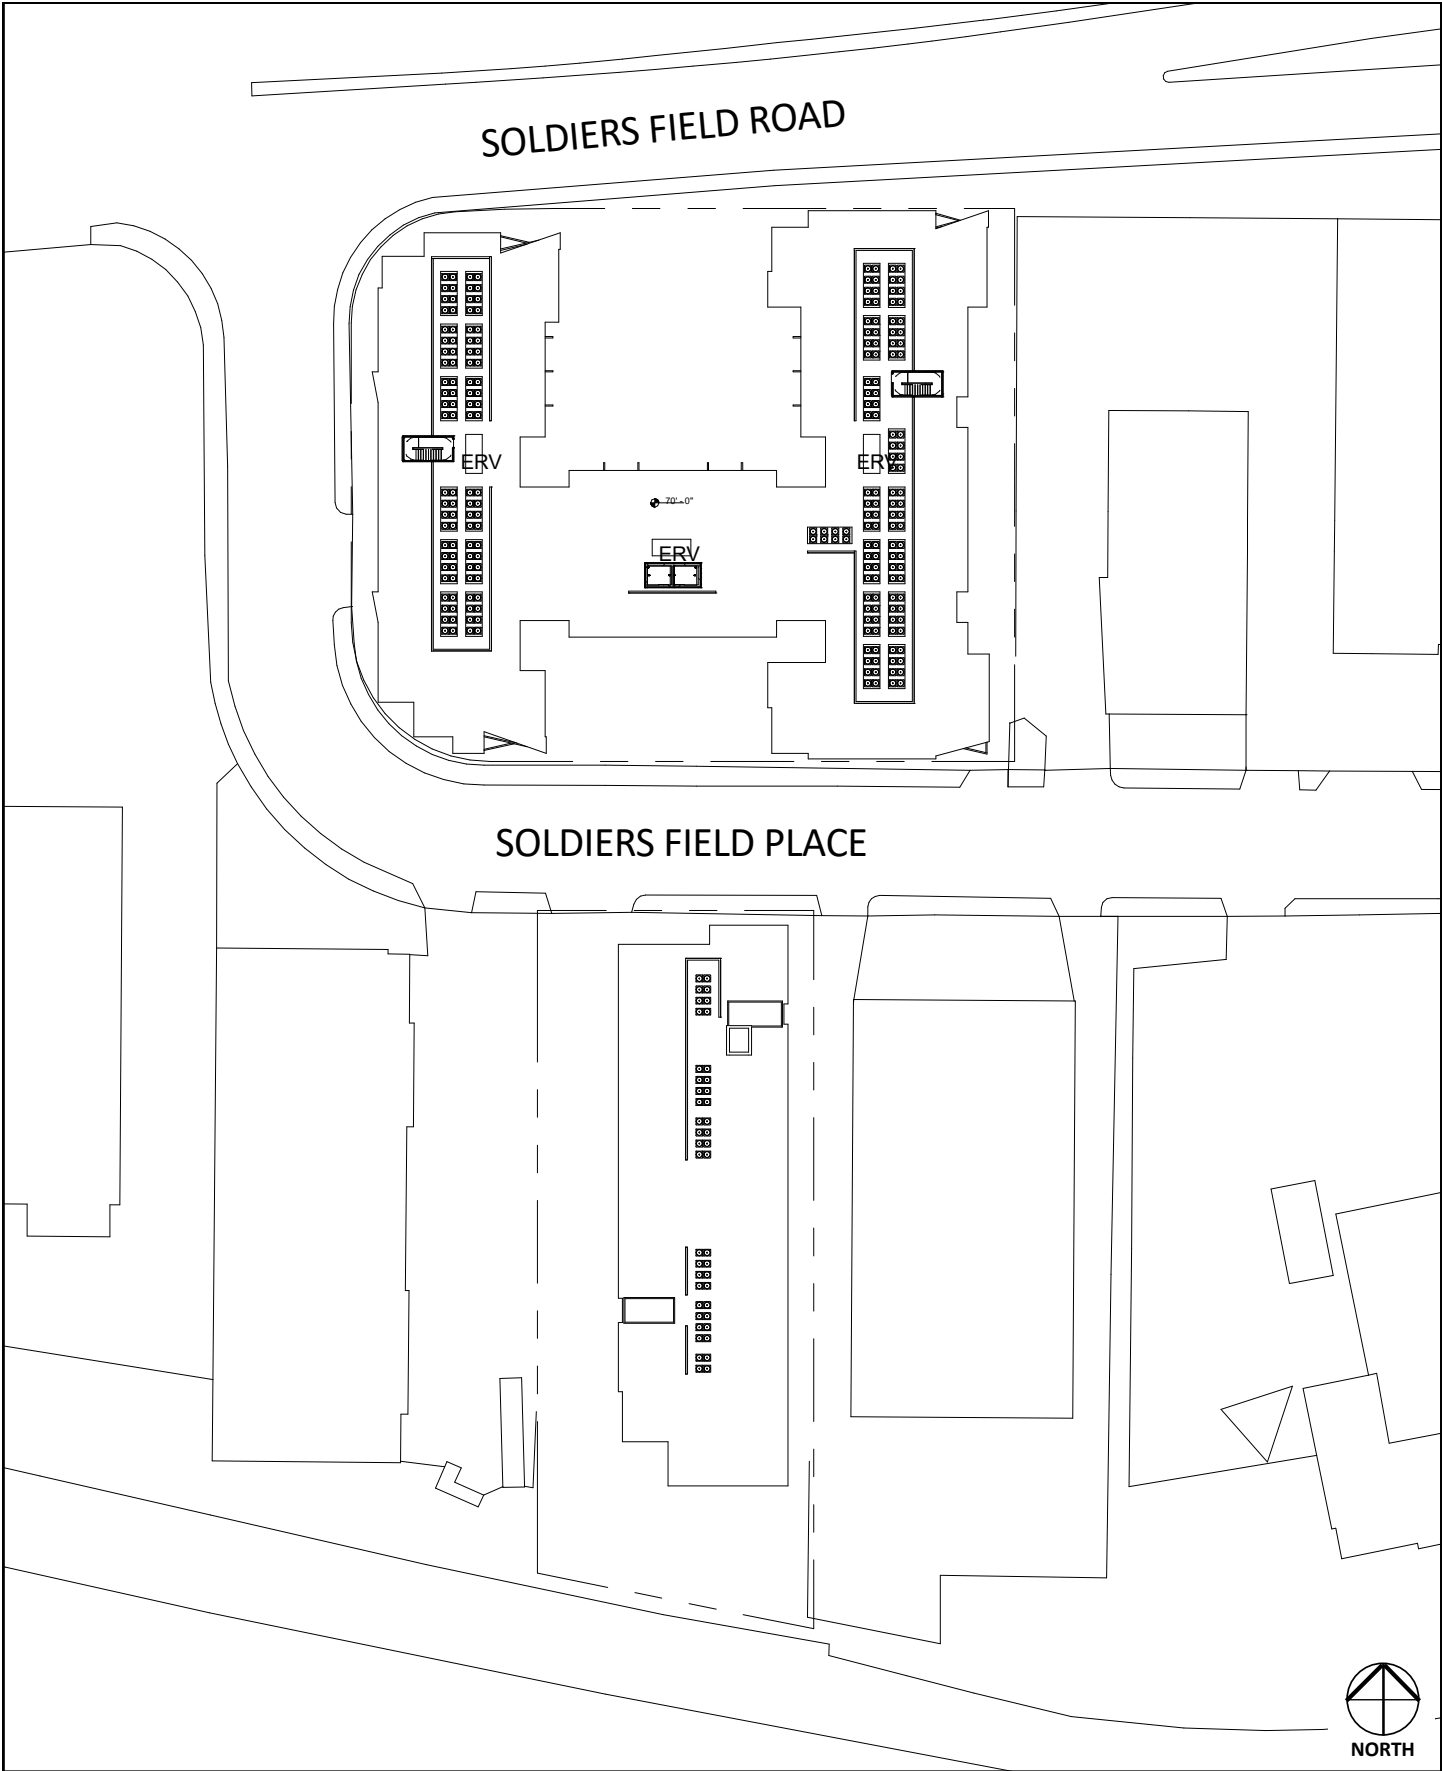 SOLDIERS FIELD ROAD
ERV
ERV
70' - 0"
ERV
SOLDIERS FIELD PLACE
NORTH